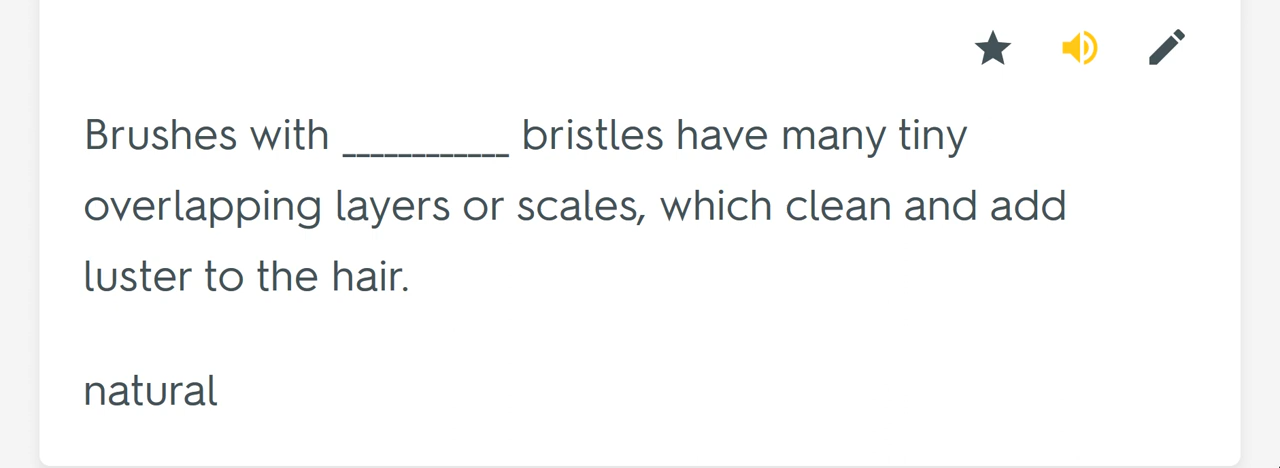 Brushes with ____________ bristles have many tiny
overlapping layers or scales, which clean and add
luster to the hair.
natural